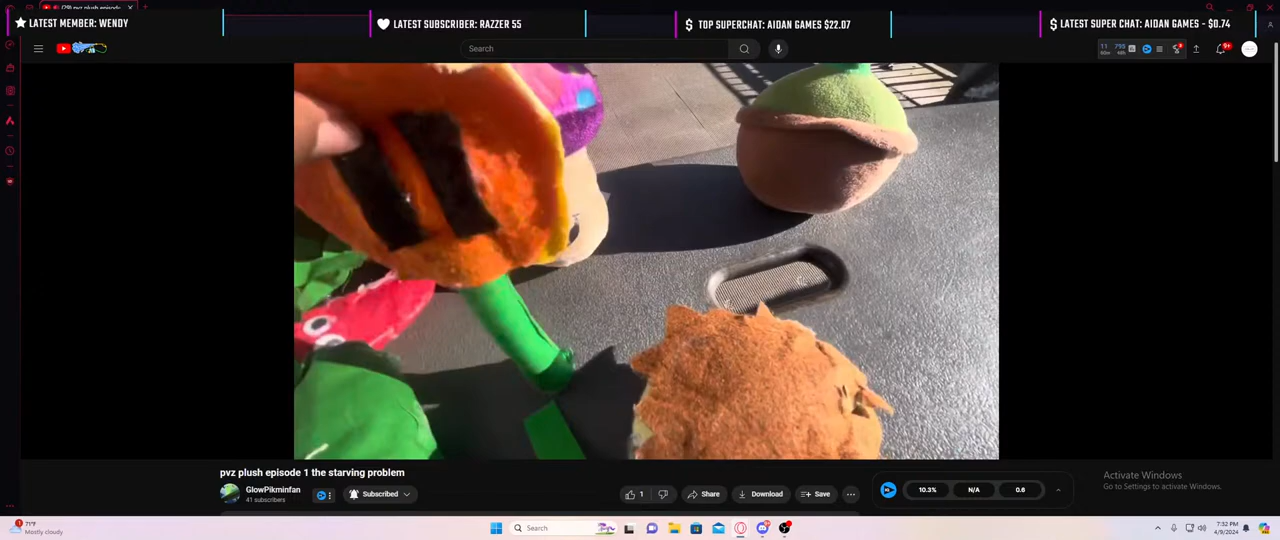 LATEST MEMBER: WENDY
LATEST SUBSCRIBER: RAZZER 55
$ TOP SUPERCHAT: AIDAN GAMES $22.07
$ LATEST SUPER CHAT: AIDAN GAMES - $0.74
Search
9+
pvz plush episode 1 the starving problem
GlowPikminfan
41 subscribers
Subscribed
1
Share
Download
Save
10.3%
N/A
0.6
Activate Windows
Go to Settings to activate Windows.
71°F
Mostly cloudy
Search
7:32 PM
4/9/2024